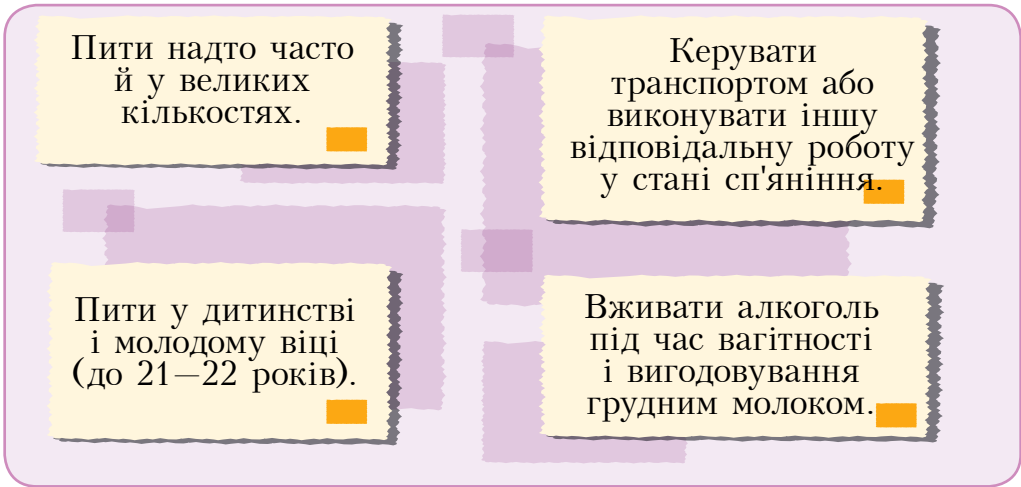 Пити надто часто
й у великих
кількостях.
Керувати
транспортом або
виконувати іншу
відповідальну роботу
у стані сп'яніння.
Пити у дитинстві
і молодому віці
(до 21—22 років).
Вживати алкоголь
під час вагітності
і вигодовування
грудним молоком.